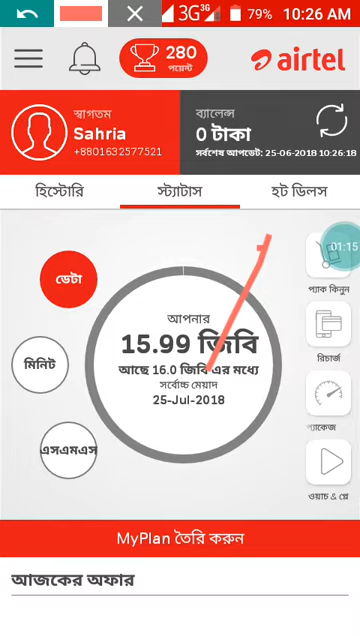 3G 3G 79% 10:26 AM
280
পয়েন্ট
airtel
স্বাগতম
Sahria
+8801632577521
ব্যালেন্স
0 টাকা
সর্বশেষ আপডেট: 25-06-2018 10:26:18
হিস্টোরি স্ট্যাটাস হট ডিলস
01:15
ডেটা
প্যাক কিনুন
আপনার
15.99 জিবি
আছে 16.0 জিবি এর মধ্যে
সর্বোচ্চ মেয়াদ
25-Jul-2018
মিনিট
রিচার্জ
প্যাকেজ
এসএমএস
ওয়াচ & প্লে
MyPlan তৈরি করুন
আজকের অফার